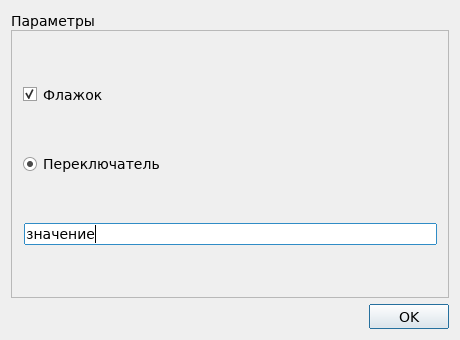 Параметры
Флажок
Переключатель
значение
OK